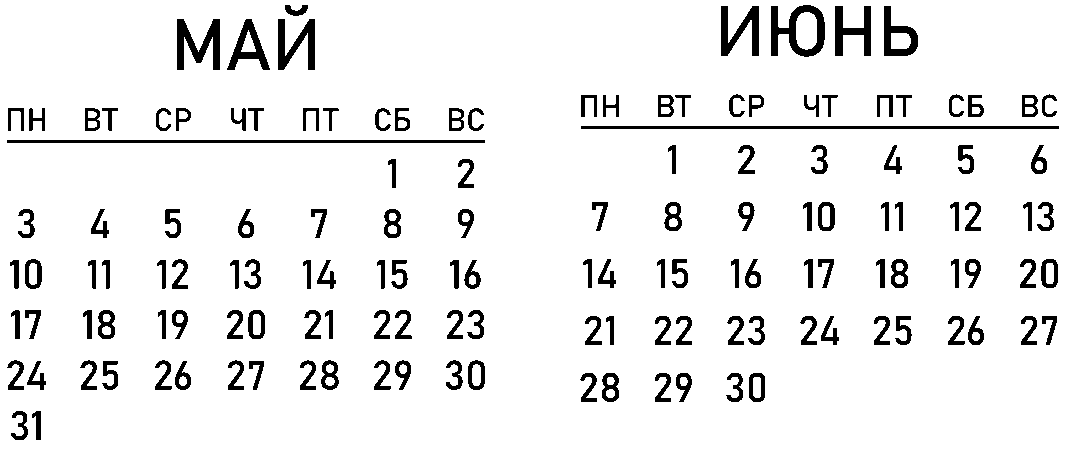 МАЙ
ПН ВТ СР ЧТ ПТ СБ ВС
1 2
3 4 5 6 7 8 9
10 11 12 13 14 15 16
17 18 19 20 21 22 23
24 25 26 27 28 29 30
31
ИЮНЬ
ПН ВТ СР ЧТ ПТ СБ ВС
1 2 3 4 5 6
7 8 9 10 11 12 13
14 15 16 17 18 19 20
21 22 23 24 25 26 27
28 29 30